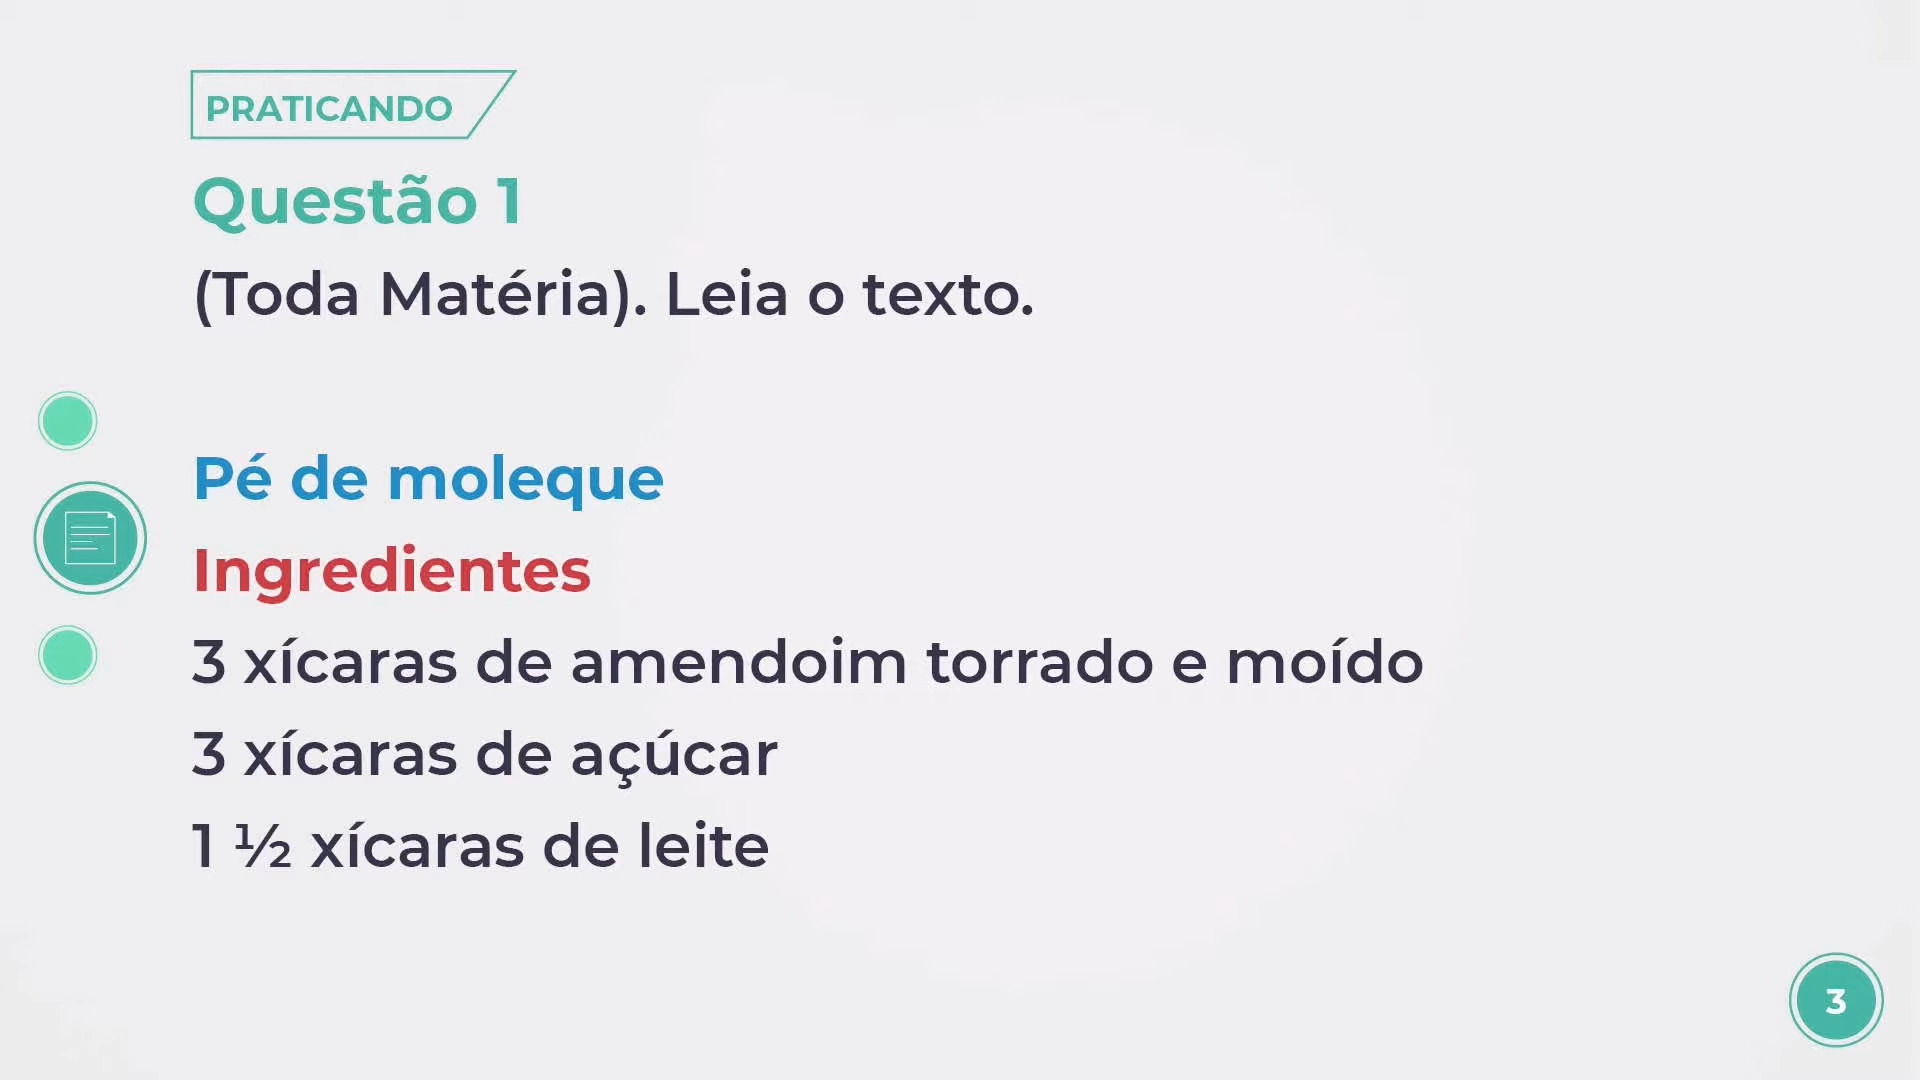 PRATICANDO
Questão 1
(Toda Matéria). Leia o texto.
Pé de moleque
Ingredientes
3 xícaras de amendoim torrado e moído
3 xícaras de açúcar
1 ½ xícaras de leite
3